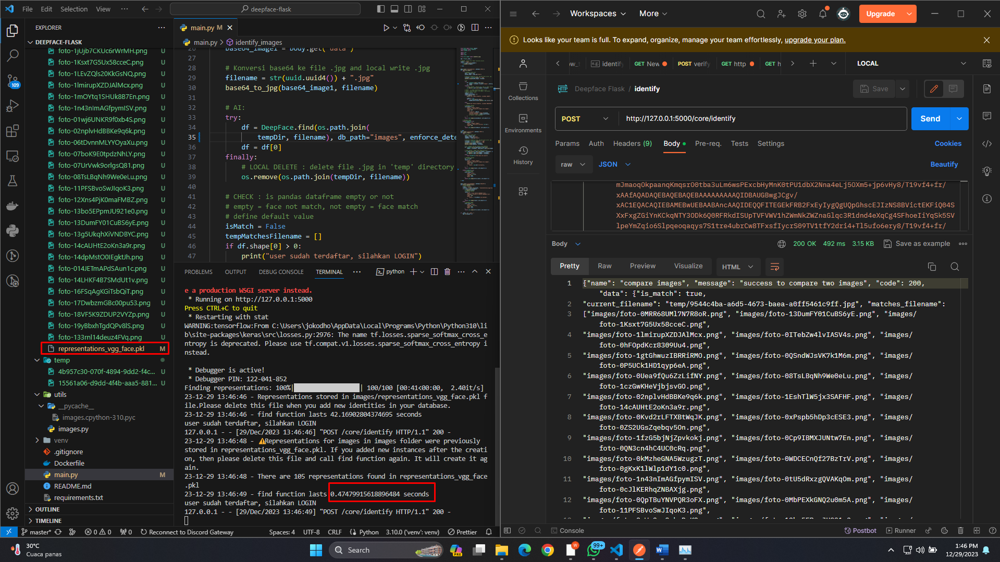 File Edit Selection View ··· deepface-flask
EXPLORER
DEEPFACE-FLASK
foto-1jUjb7CKUc6rWrMH.png U
foto-1Ksxt7G5Ux58cceC.png U
foto-1LEvZQls20KkGsNQ.png U
foto-1lmirupXZDJAlMcx.png U
foto-1mOYtq1SHUk8B7En.png U
foto-1n43nImAGfpymISV.png U
foto-01wj6UNKR9f0xb4S.png U
foto-02nplvHdBBKe9q6k.png U
foto-06tDvnnMLYYOyaXu.png U
foto-07boK9E0tpdzNhLY.png U
foto-07UrVwk9orlgsQ81.png U
foto-08TsLBqNh9We0eLu.png U
foto-11PFSBvoSwJIqoK3.png U
foto-12Xns4PjK0maFMBZ.png U
foto-13bo5EPpmJU921e0.png U
foto-13DumFY01CuBS6yE.png U
foto-13g5UkqhXiVNDBYC.png U
foto-14cAUHtE2oKn3a9r.png U
foto-14dpMstO0IEgktJh.png U
foto-014JETmAPdSAun1c.png U
foto-14LHKF4B7SMdUt1v.png U
foto-16FSqAgKGiTsbQiT.png U
foto-17DwbzmGBc00pu53.png U
foto-18VF5K9ZDUP2VYZp.png U
foto-19yBbxhTgdQPv8lS.png U
foto-133rnl14deuz4FVq.png U
representations_vgg_face.pkl M
temp
4b957c30-070f-4894-9dd2-f4c... U
15561a06-d9dd-4f4b-aaa5-881... U
utils
__pycache__
images.cpython-310.pyc
images.py
venv
.gitignore
Dockerfile
main.py M
README.md
requirements.txt
OUTLINE
TIMELINE
109
main.py M
main.py > identify_images
26 base64_image1 = body.get("data")
27
28 # Konversi base64 ke file .jpg and local write .jpg
29 filename = str(uuid.uuid4()) + ".jpg"
30 base64_to_jpg(base64_image1, filename)
31
32 # AI:
33 try:
34 df = DeepFace.find(os.path.join(
35 tempDir, filename), db_path="images", enforce_dete
36 df = df[0]
37 finally:
38 # LOCAL DELETE : delete file .jpg in 'temp' directory
39 os.remove(os.path.join(tempDir, filename))
40
41 # CHECK : is pandas dataframe empty or not
42 # empty = face not match, not empty = face match
43 # define default value
44 isMatch = False
45 tempMatchesFilename = []
46 if df.shape[0] > 0:
47 print("user sudah terdaftar, silahkan LOGIN")
PROBLEMS OUTPUT DEBUG CONSOLE TERMINAL ··· python
e a production WSGI server instead.
* Running on http://127.0.0.1:5000
Press CTRL+C to quit
* Restarting with stat
WARNING:tensorflow:From C:\Users\jokodho\AppData\Local\Programs\Python\Python310\li
b\site-packages\keras\src\losses.py:2976: The name tf.losses.sparse_softmax_cross_e
ntropy is deprecated. Please use tf.compat.v1.losses.sparse_softmax_cross_entropy i
nstead.
* Debugger is active!
* Debugger PIN: 122-041-852
Finding representations: 100%| | 100/100 [00:41<00:00, 2.40it/s]
23-12-29 13:46:46 - Representations stored in images/representations_vgg_face.pkl f
ile.Please delete this file when you add new identities in your database.
23-12-29 13:46:46 - find function lasts 42.16902804374695 seconds
user sudah terdaftar, silahkan LOGIN
127.0.0.1 - - [29/Dec/2023 13:46:46] "POST /core/identify HTTP/1.1" 200 -
23-12-29 13:46:48 - ⚠Representations for images in images folder were previously
stored in representations_vgg_face.pkl. If you added new instances after the creati
on, then please delete this file and call find function again. It will create it ag
ain.
23-12-29 13:46:48 - There are 105 representations found in representations_vgg_face
.pkl
23-12-29 13:46:49 - find function lasts 0.47479915618896484 seconds
user sudah terdaftar, silahkan LOGIN
127.0.0.1 - - [29/Dec/2023 13:46:49] "POST /core/identify HTTP/1.1" 200 -
master* 0 0 0 Reconnect to Discord Gateway Spaces: 4 UTF-8 CRLF Python 3.10.0 ('venv': venv) Prettier
Workspaces More Upgrade
Looks like your team is full. To expand, organize, manage your team effortlessly, upgrade your plan.
identify GET New POST verify GET http GET h LOCAL
Collections
Environments
History
HTTP Deepface Flask / identify Save
POST http://127.0.0.1:5000/core/identify Send
Params Auth Headers (9) Body Pre-req. Tests Settings Cookies
raw JSON Beautify
mJmaoqOkpaanqKmqsrO0tba3uLm6wsPExcbHyMnK0tPU1dbX2Nna4eLj5OXm5+jp6vHy8/T19vf4+fr/
xAAfAQADAQEBAQEBAQEBAAAAAAAAAQIDBAUGBwgJCgv/
xAC1EQACAQIEBAMEBwUEBAABAncAAQIDEQQFITEGEkFRB2FxEyIygQgUQpGhscEJIzNS8BVictEKFiQ04S
XxFxgZGiYnKCkqNTY3ODk6Q0RFRkdISUpTVFVWV1hZWmNkZWZnaGlqc3R1dnd4eXqCg4SFhoeIiYqSk5SV
lpeYmZqio6Slpqeoqaqys7S1tre4ubrCw8TFxsfIycrS09TV1tfY2dri4+Tl5ufo6ery8/T19vf4+fr/
Body 200 OK 492 ms 3.15 KB Save as example
Pretty Raw Preview Visualize HTML
1 {"name": "compare images", "message": "success to compare two images", "code": 200,
"data": {"is_match": true,
2 "current_filename": "temp/9544c4ba-a6d5-4673-baea-a0ff5461c9ff.jpg", "matches_filename":
3 ["images/foto-0MRR68UMl7N7R8oR.png", "images/foto-13DumFY01CuBS6yE.png", "images/
foto-1Ksxt7G5Ux58cceC.png",
4 "images/foto-1lmirupXZDJAlMcx.png", "images/foto-0ITebZw4lvIASV4s.png", "images/
foto-0hFOpdKcr8309Uu4.png",
5 "images/foto-1gtGhwuzIBRRiRMO.png", "images/foto-0QSndWJsVK7k1M6m.png", "images/
foto-0P5UCk1HD1qyp6eA.png",
6 "images/foto-0Uea9fQu6ZzLifNY.png", "images/foto-08TsLBqNh9We0eLu.png", "images/
foto-1czGwKHeVjbjsvGO.png",
7 "images/foto-02nplvHdBBKe9q6k.png", "images/foto-1EshTlW5jx3SAFHF.png", "images/
foto-14cAUHtE2oKn3a9r.png",
8 "images/foto-0Kvd2rLFTXBtWqJK.png", "images/foto-0xPspb5hDp3cESE3.png", "images/
foto-0ZS2UGsZqebqv5On.png",
9 "images/foto-1fzG5bjNjZpvkokj.png", "images/foto-0Cp9IBMXJUNtw7En.png", "images/
foto-0QN3cn4hC4UC0cRq.png",
10 "images/foto-0kMzheGNA5WzugzT.png", "images/foto-0WDCECnQf27BzTrV.png", "images/
foto-0gKxK1lWlp1dY1c0.png",
11 "images/foto-1n43nImAGfpymISV.png", "images/foto-0tU5dRxzgQVAKqOm.png", "images/
foto-0cJlKERhqZNBAXjg.png",
12 "images/foto-0QpTBuYNVPQR3oFX.png", "images/foto-0MbPEXkGNQ2u0m5A.png", "images/
foto-11PFSBvoSwJIqoK3.png",
Console Postbot Runner
30°C
Cuaca panas
Search
PRE
99+
1:46 PM
12/29/2023